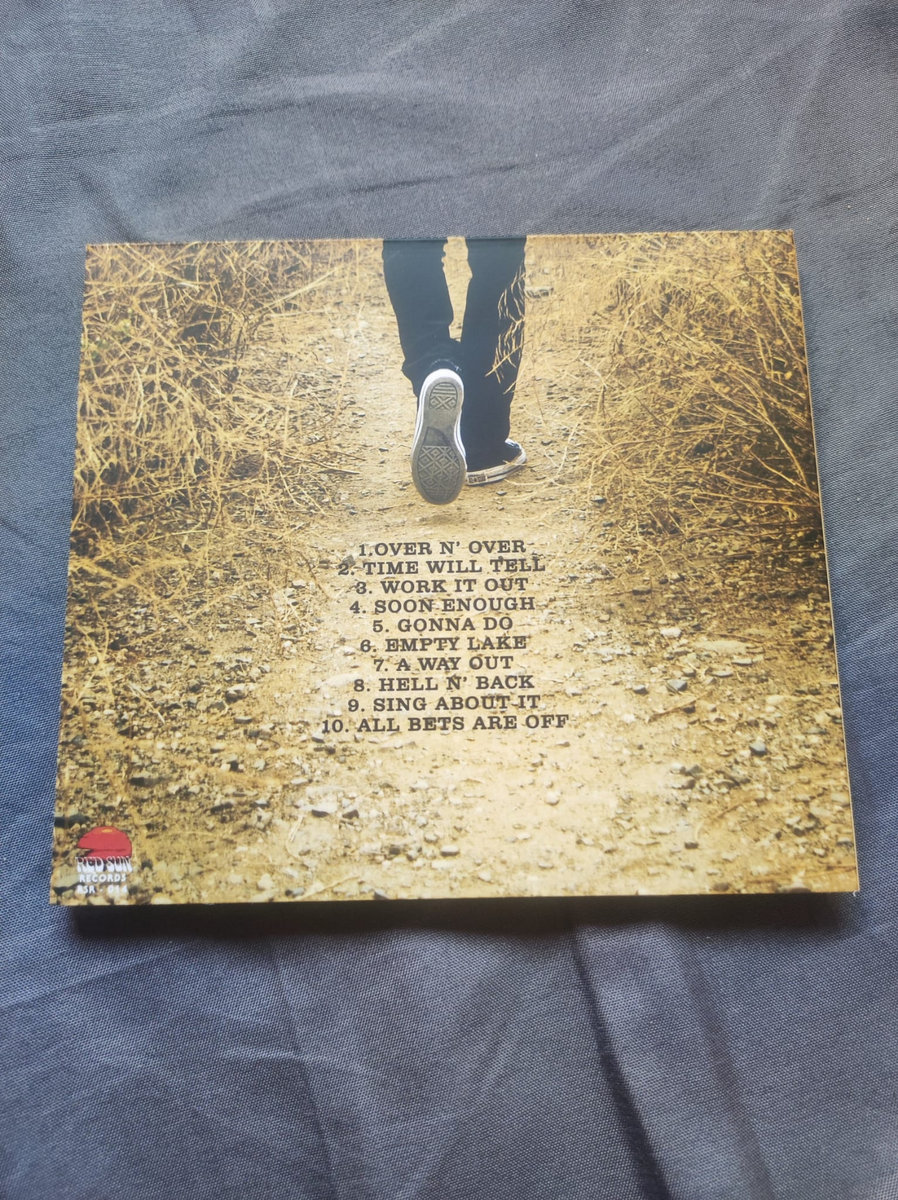 1.OVER N' OVER
2. TIME WILL TELL
3. WORK IT OUT
4. SOON ENOUGH
5. GONNA DO
6. EMPTY LAKE
7. A WAY OUT
8. HELL N' BACK
9. SING ABOUT IT
10. ALL BETS ARE OFF
RED SUN
RECORDS
RSR - 014